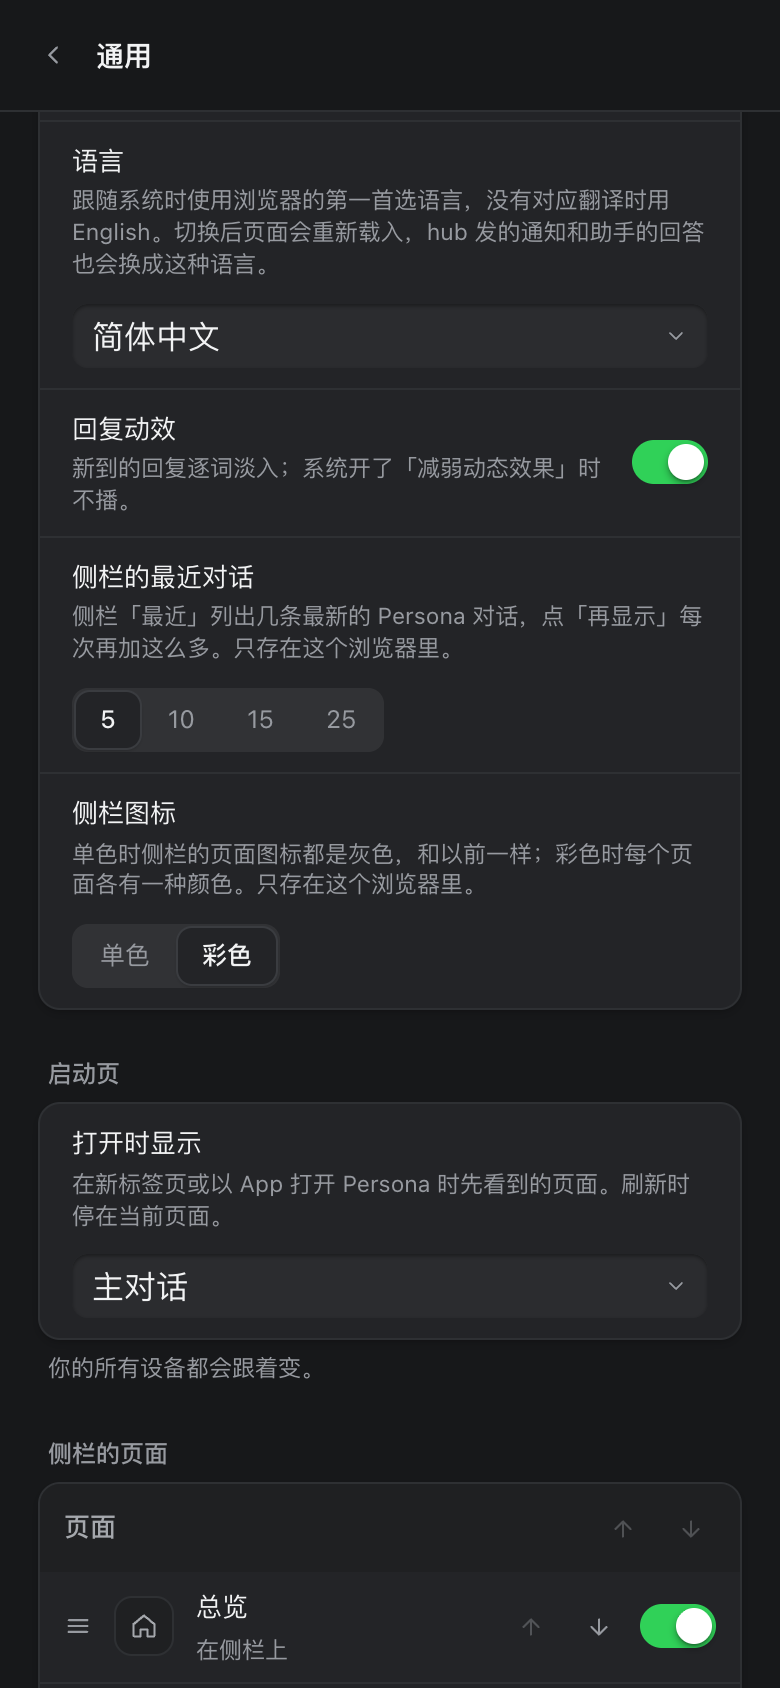 通用
语言
跟随系统时使用浏览器的第一首选语言，没有对应翻译时用
English。切换后页面会重新载入，hub 发的通知和助手的回答
也会换成这种语言。
简体中文
回复动效
新到的回复逐词淡入；系统开了「减弱动态效果」时
不播。
侧栏的最近对话
侧栏「最近」列出几条最新的 Persona 对话，点「再显示」每
次再加这么多。只存在这个浏览器里。
5 10 15 25
侧栏图标
单色时侧栏的页面图标都是灰色，和以前一样；彩色时每个页
面各有一种颜色。只存在这个浏览器里。
单色 彩色
启动页
打开时显示
在新标签页或以 App 打开 Persona 时先看到的页面。刷新时
停在当前页面。
主对话
你的所有设备都会跟着变。
侧栏的页面
页面
总览
在侧栏上